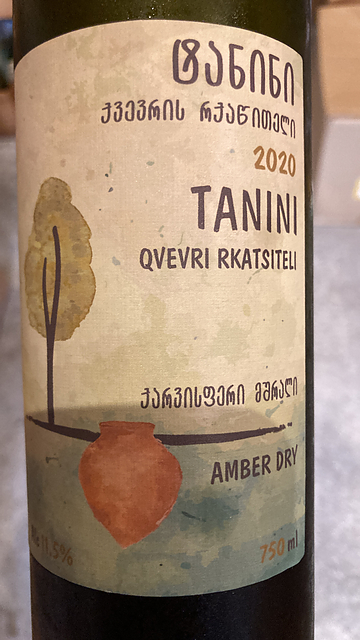 ტანინი
ქვევრის რქაწითელი
2020
TANINI
QVEVRI RKATSITELI
ქარვისფერი მშრალი
AMBER DRY
11.5%
750 ml